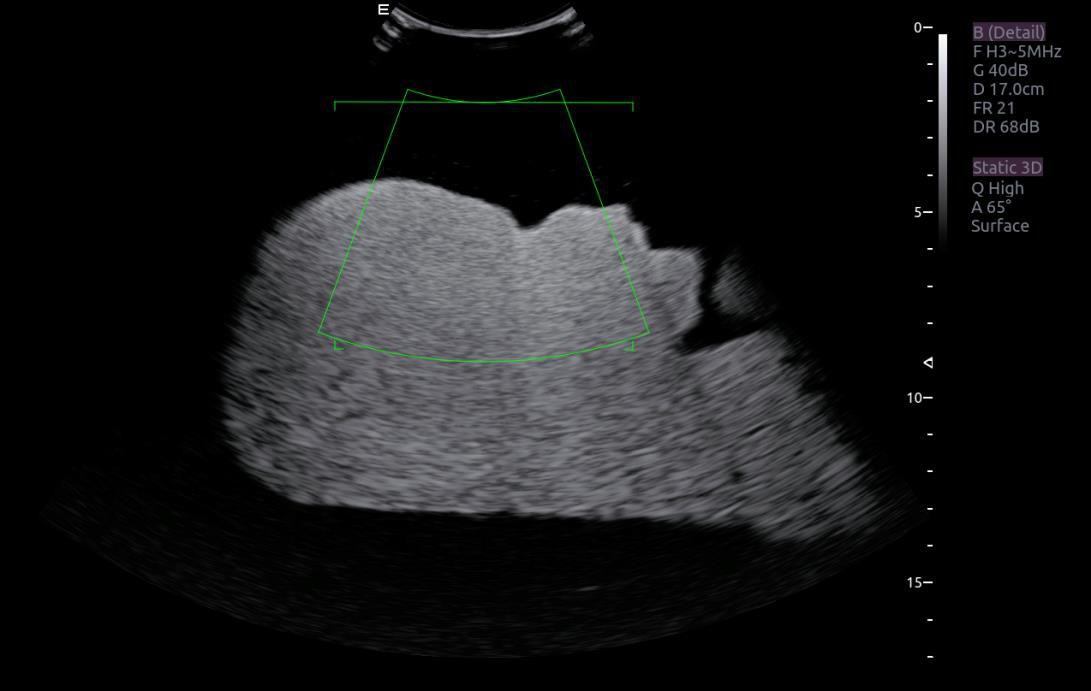 E
0
5
10
15
B (Detail)
F H3~5MHz
G 40dB
D 17.0cm
FR 21
DR 68dB
Static 3D
Q High
A 65°
Surface